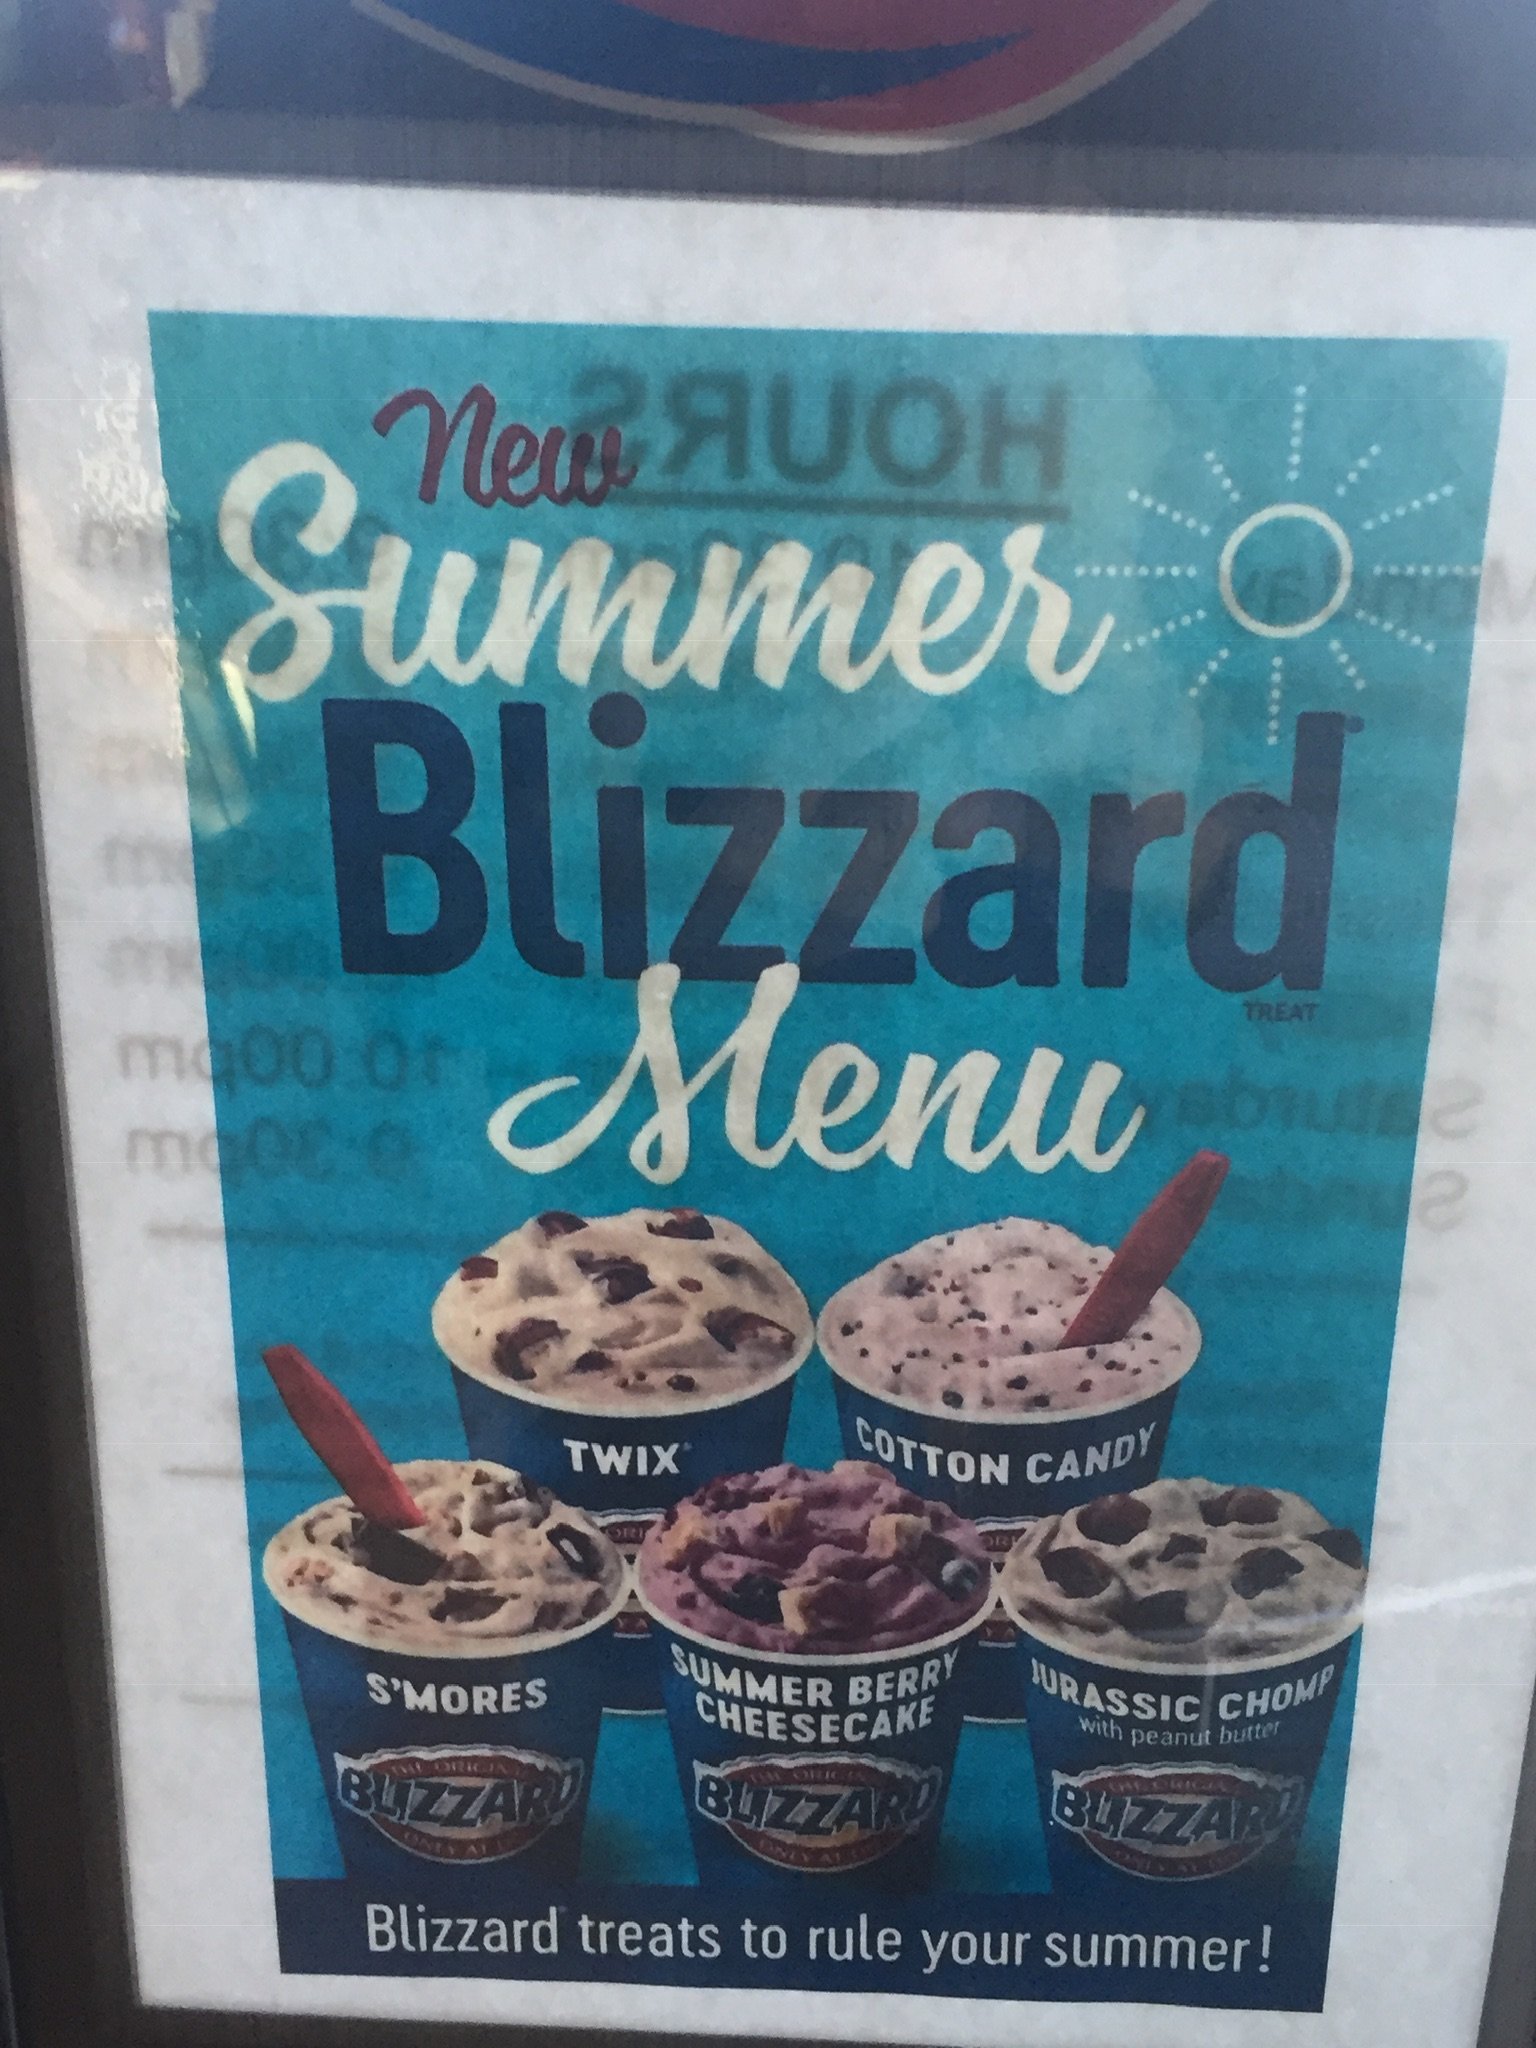 New
Summer
Blizzard
TREAT
Menu
TWIX
COTTON CANDY
S'MORES
SUMMER BERRY
CHEESECAKE
JURASSIC CHOMP
with peanut butter
BLIZZARD
BLIZZARD
BLIZZARD
Blizzard treats to rule your summer!
HOURS
10:00pm
9:30pm
Saturday